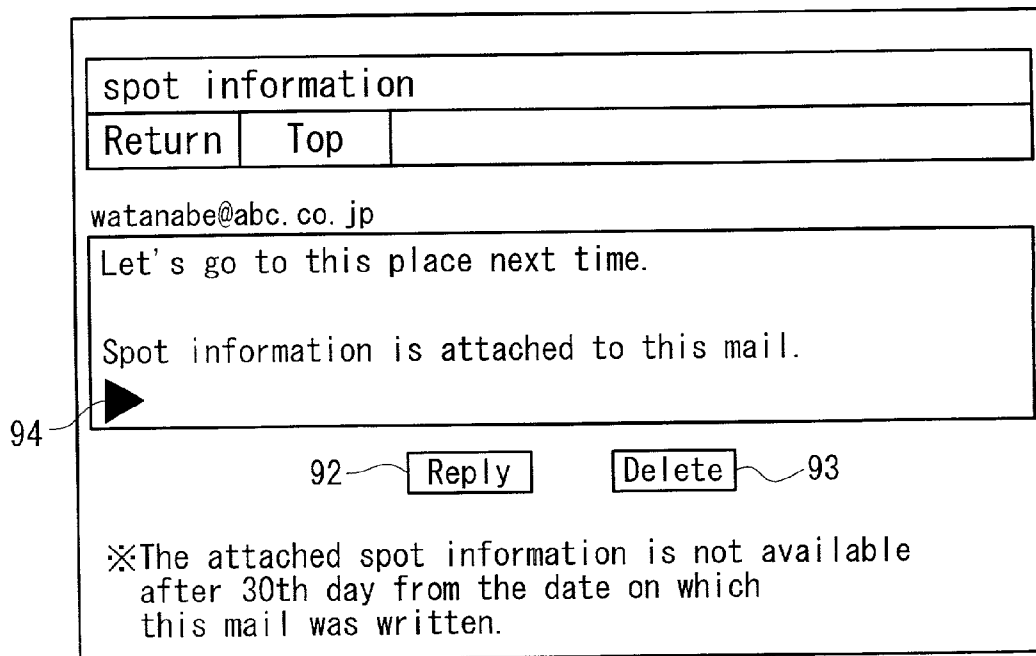 spot information
Return Top
watanabe@abc.co.jp
Let's go to this place next time.
Spot information is attached to this mail.
94
92 Reply Delete 93
※The attached spot information is not available
after 30th day from the date on which
this mail was written.